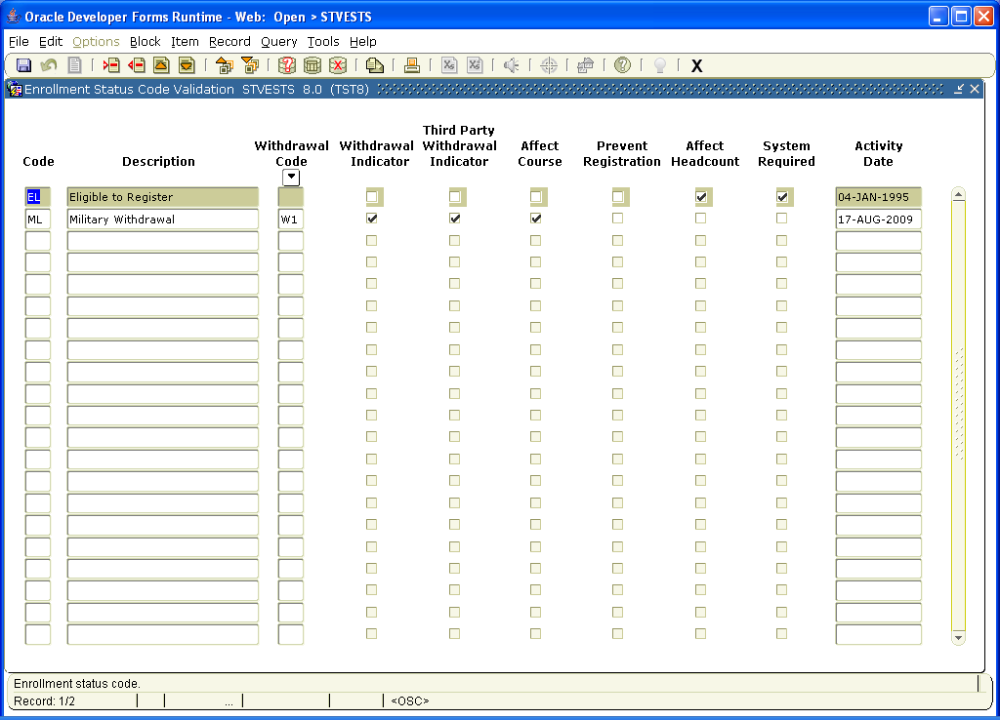 Oracle Developer Forms Runtime - Web: Open > STVESTS
File Edit Options Block Item Record Query Tools Help
X
Enrollment Status Code Validation STVESTS 8.0 (TST8)
Code
Description
Withdrawal Code
Withdrawal Indicator
Third Party Withdrawal Indicator
Affect Course
Prevent Registration
Affect Headcount
System Required
Activity Date
EL Eligible to Register 04-JAN-1995
ML Military Withdrawal W1 17-AUG-2009
Enrollment status code.
Record: 1/2 ... <OSC>